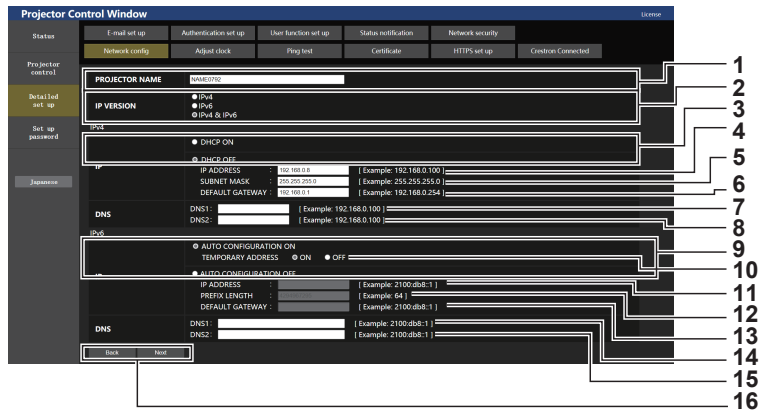 Projector Control Window
License
Status
E-mail set up
Authentication set up
User function set up
Status notification
Network security
Network config
Adjust clock
Ping test
Certificate
HTTPS set up
Crestron Connected
Projector control
Detailed set up
Set up password
Japanese
PROJECTOR NAME
NAME0792
1
IP VERSION
IPv4
IPv6
IPv4 & IPv6
2
IPv4
DHCP ON
3
DHCP OFF
IP
IP ADDRESS : 192.168.0.8 [ Example: 192.168.0.100 ]
4
SUBNET MASK : 255.255.255.0 [ Example: 255.255.255.0 ]
5
DEFAULT GATEWAY : 192.168.0.1 [ Example: 192.168.0.254 ]
6
DNS
DNS1: [ Example: 192.168.0.100 ]
7
DNS2: [ Example: 192.168.0.100 ]
8
IPv6
AUTO CONFIGURATION ON
9
TEMPORARY ADDRESS ON OFF
10
AUTO CONFIGURATION OFF
IP
IP ADDRESS : [ Example: 2100:db8::1 ]
11
PREFIX LENGTH : [ Example: 64 ]
12
DEFAULT GATEWAY : [ Example: 2100:db8::1 ]
13
DNS
DNS1: [ Example: 2100:db8::1 ]
14
DNS2: [ Example: 2100:db8::1 ]
15
Back Next
16